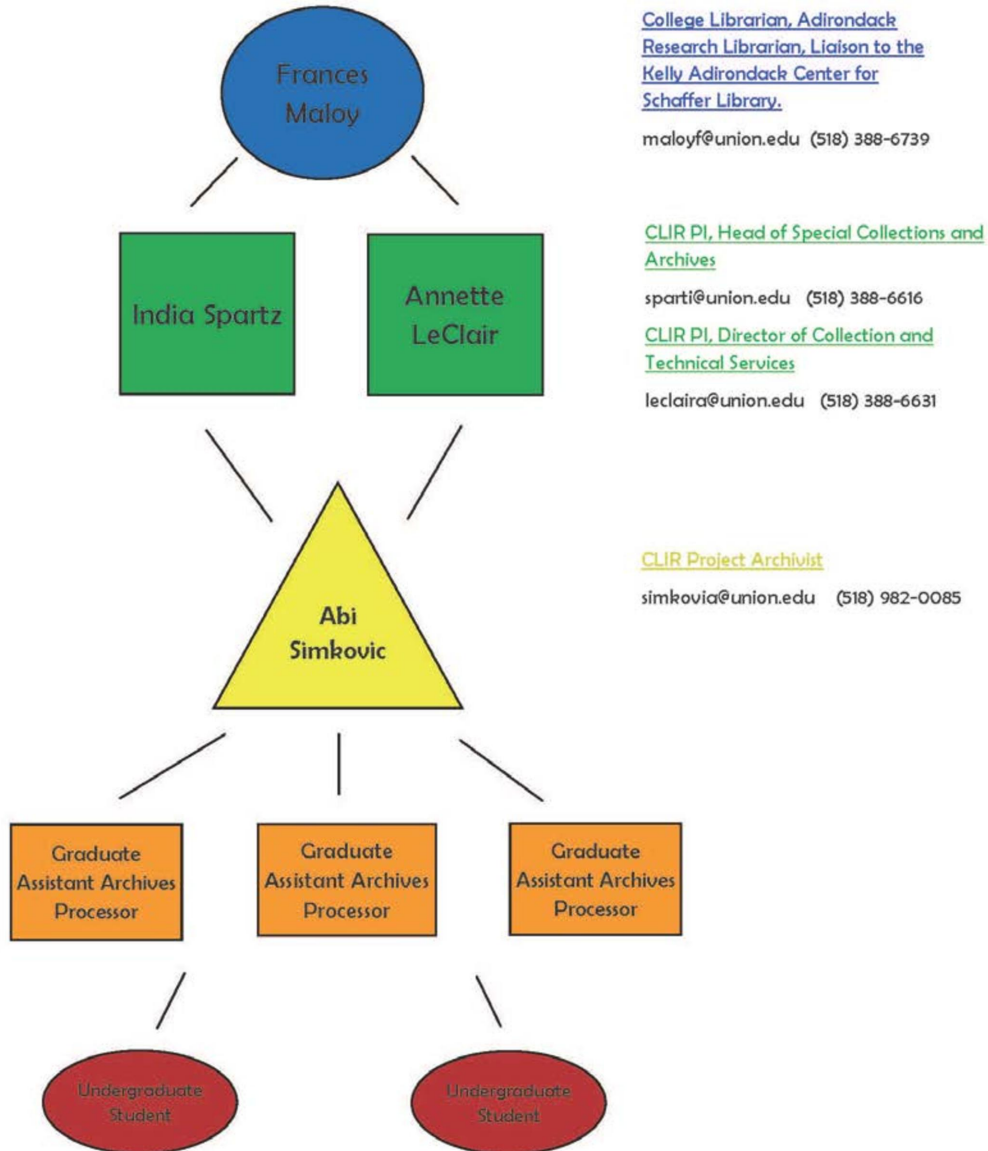 Frances
Maloy
College Librarian, Adirondack
Research Librarian, Liaison to the
Kelly Adirondack Center for
Schaffer Library.
maloyf@union.edu (518) 388-6739
India Spartz
Annette
LeClair
CLIR PI, Head of Special Collections and
Archives
sparti@union.edu (518) 388-6616
CLIR PI, Director of Collection and
Technical Services
leclaira@union.edu (518) 388-6631
Abi
Simkovic
CLIR Project Archivist
simkovia@union.edu (518) 982-0085
Graduate
Assistant Archives
Processor
Graduate
Assistant Archives
Processor
Graduate
Assistant Archives
Processor
Undergraduate
Student
Undergraduate
Student